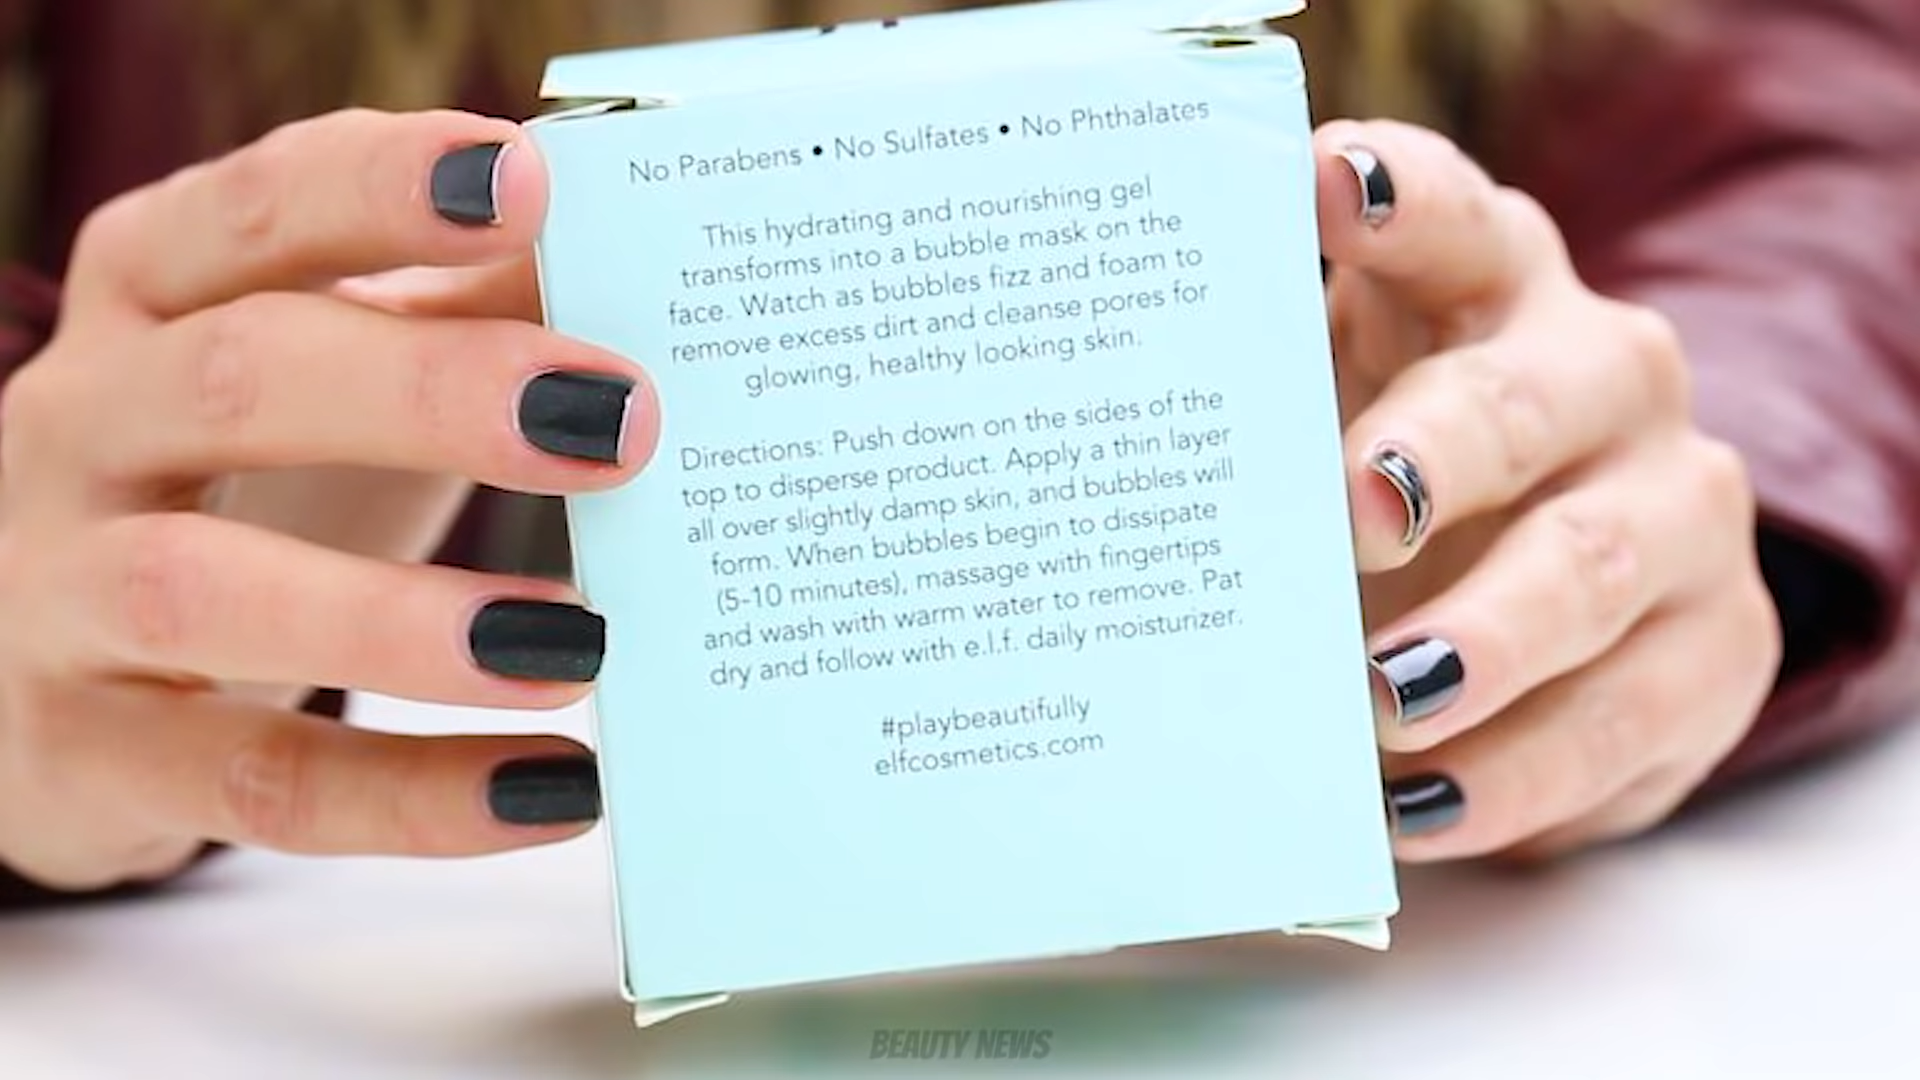 No Parabens • No Sulfates • No Phthalates
This hydrating and nourishing gel
transforms into a bubble mask on the
face. Watch as bubbles fizz and foam to
remove excess dirt and cleanse pores for
glowing, healthy looking skin.
Directions: Push down on the sides of the
top to disperse product. Apply a thin layer
all over slightly damp skin, and bubbles will
form. When bubbles begin to dissipate
(5-10 minutes), massage with fingertips
and wash with warm water to remove. Pat
dry and follow with e.l.f. daily moisturizer.
#playbeautifully
elfcosmetics.com
BEAUTY NEWS